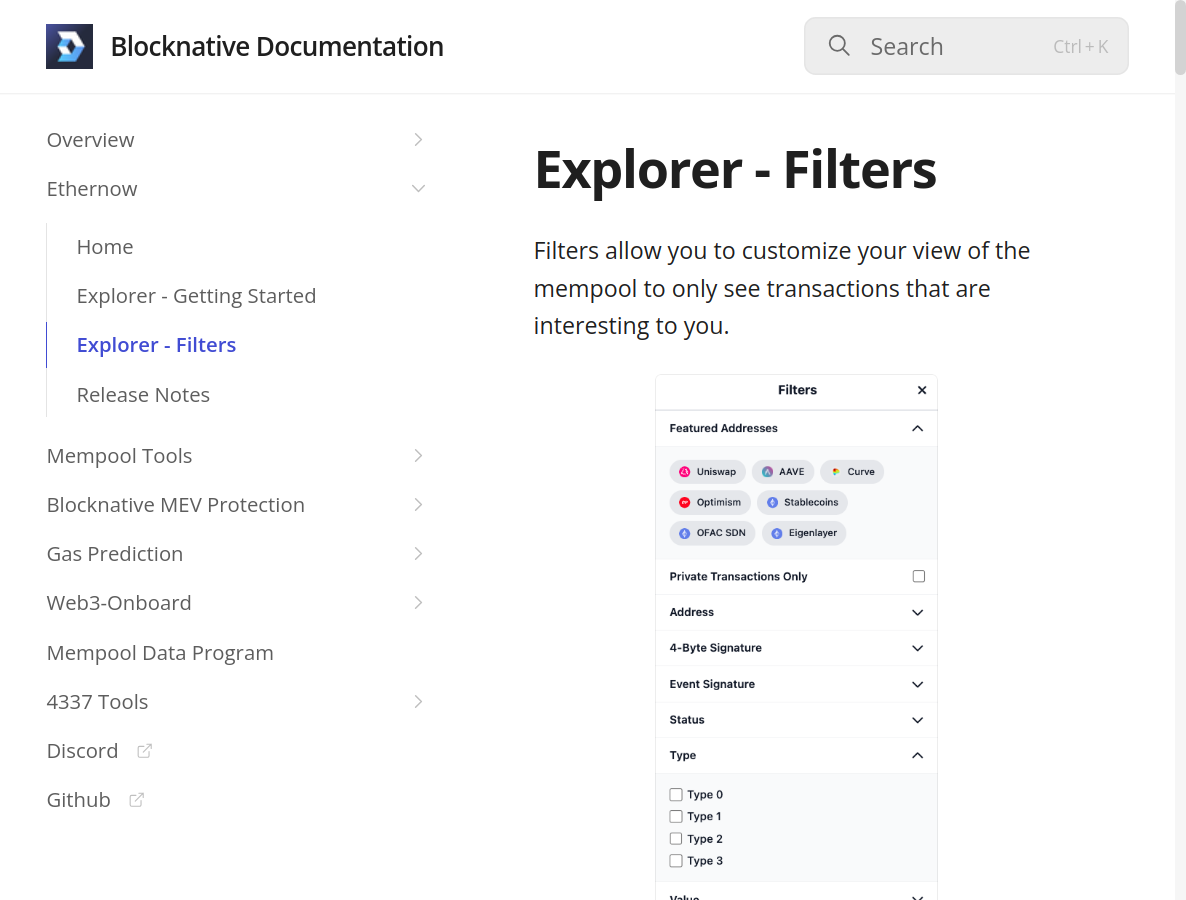 Blocknative Documentation
Search
Ctrl + K
Overview
Ethernow
Home
Explorer - Getting Started
Explorer - Filters
Release Notes
Mempool Tools
Blocknative MEV Protection
Gas Prediction
Web3-Onboard
Mempool Data Program
4337 Tools
Discord
Github
Explorer - Filters
Filters allow you to customize your view of the
mempool to only see transactions that are
interesting to you.
Filters
Featured Addresses
Uniswap AAVE Curve
Optimism Stablecoins
OFAC SDN Eigenlayer
Private Transactions Only
Address
4-Byte Signature
Event Signature
Status
Type
Type 0
Type 1
Type 2
Type 3
Value